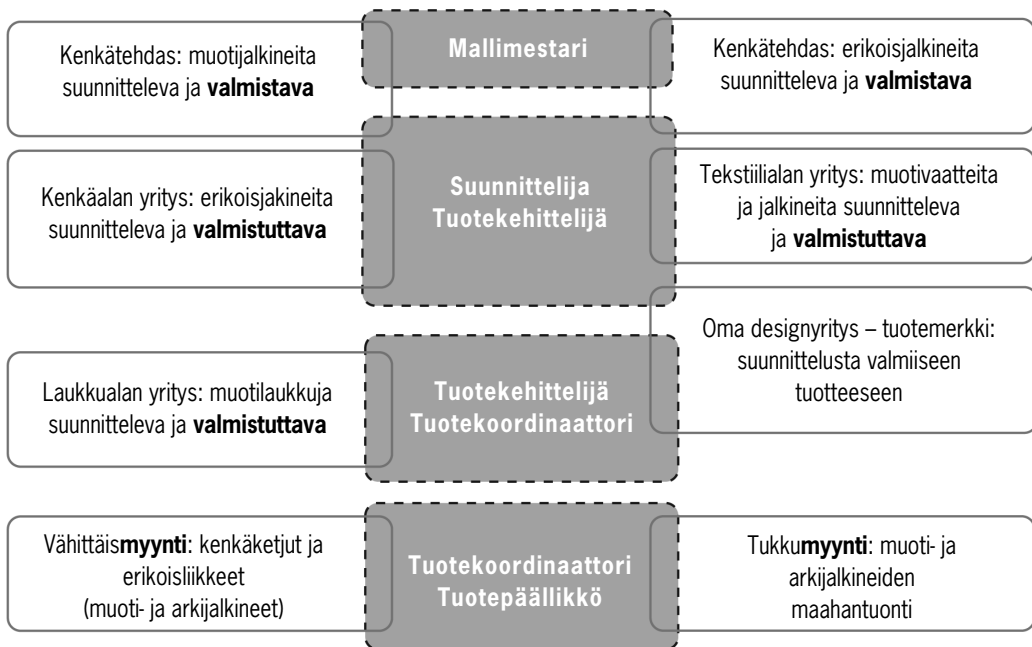 Mallimestari
Kenkätehdas: muotijalkineita
suunnitteleva ja valmistava
Kenkätehdas: erikoisjalkineita
suunnitteleva ja valmistava
Suunnittelija
Tuotekehittelijä
Kenkäalan yritys: erikoisjakineita
suunnitteleva ja valmistuttava
Tekstiilialan yritys: muotivaatteita
ja jalkineita suunnitteleva
ja valmistuttava
Oma designyritys – tuotemerkki:
suunnittelusta valmiiseen
tuotteeseen
Laukkualan yritys: muotilaukkuja
suunnitteleva ja valmistuttava
Tuotekehittelijä
Tuotekoordinaattori
Vähittäismyynti: kenkäketjut ja
erikoisliikkeet
(muoti- ja arkijalkineet)
Tuotekoordinaattori
Tuotepäällikkö
Tukkumyynti: muoti- ja
arkijalkineiden
maahantuonti